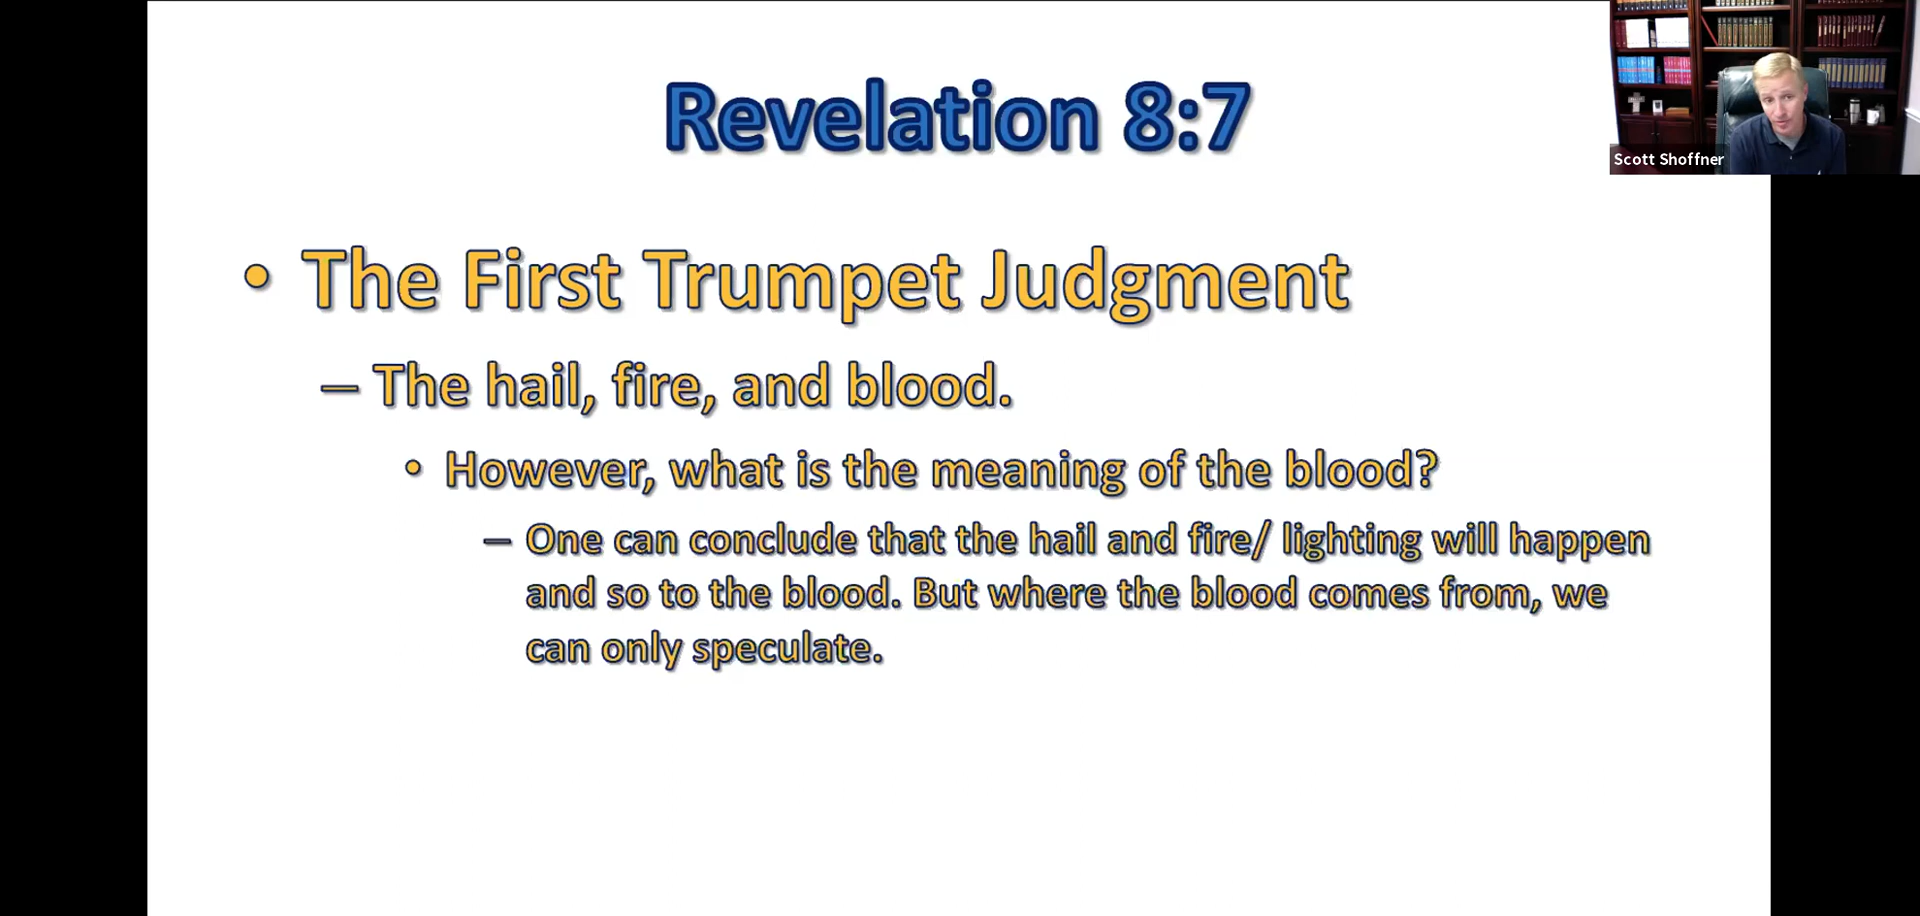 Revelation 8:7
Scott Shoffner
• The First Trumpet Judgment
– The hail, fire, and blood.
• However, what is the meaning of the blood?
– One can conclude that the hail and fire/ lighting will happen
and so to the blood. But where the blood comes from, we
can only speculate.